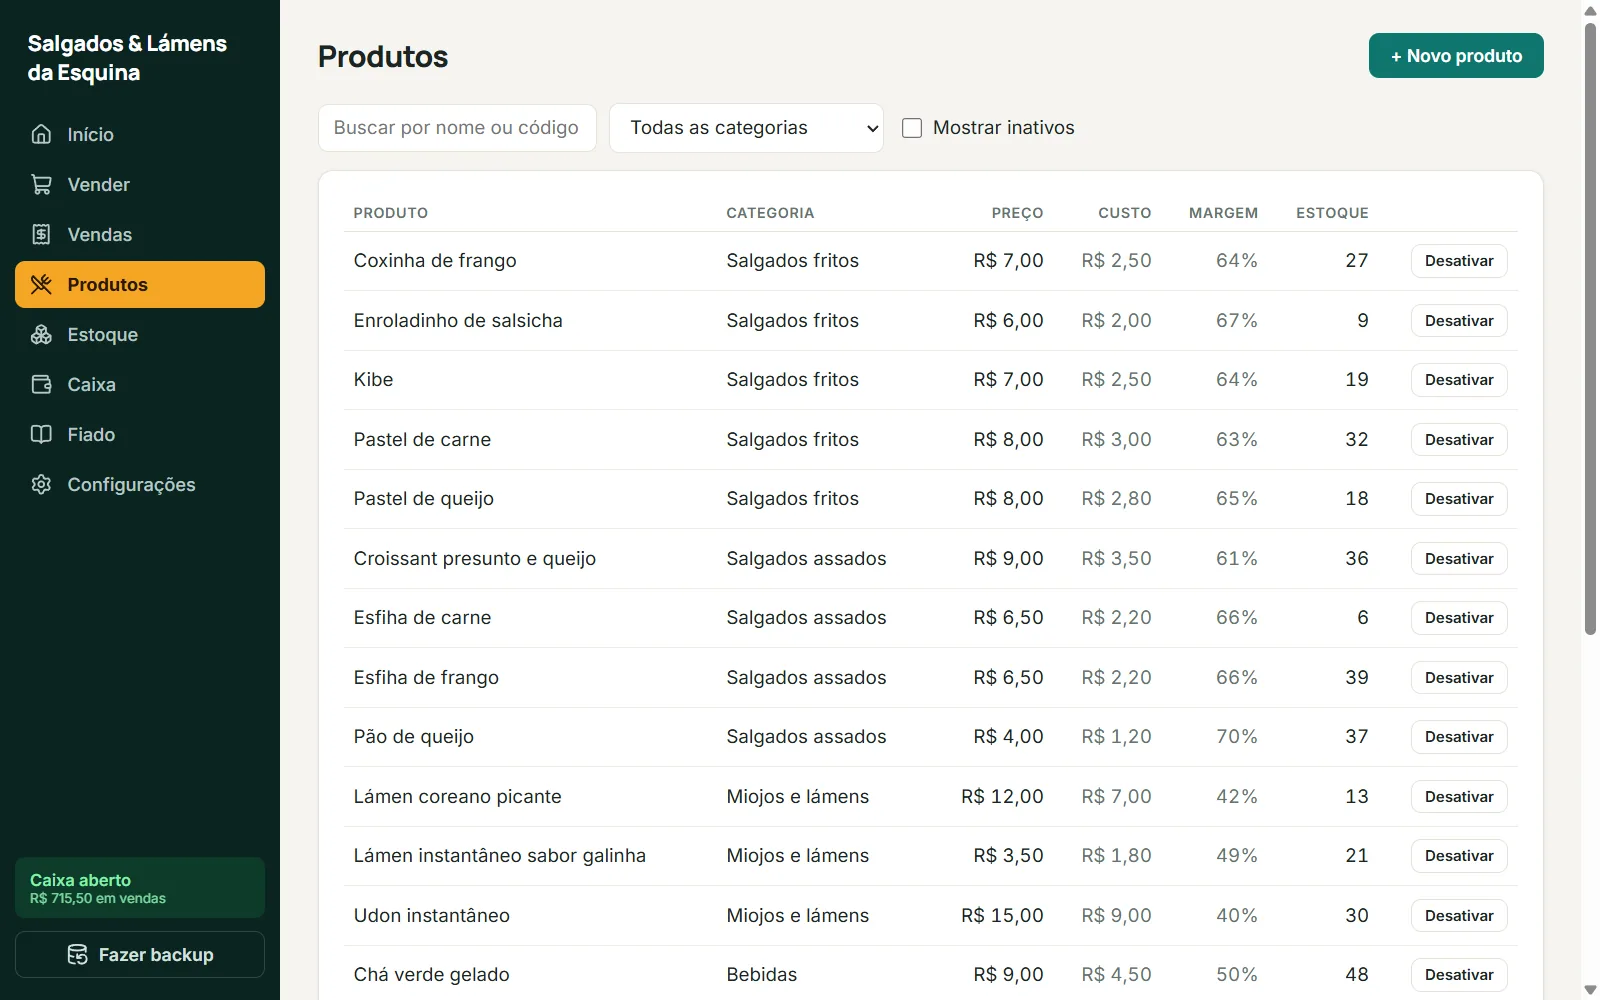 Salgados & Lámens
da Esquina
Início
Vender
Vendas
Produtos
Estoque
Caixa
Fiado
Configurações
Caixa aberto
R$ 715,50 em vendas
Fazer backup
Produtos
+ Novo produto
Buscar por nome ou código
Todas as categorias
Mostrar inativos
PRODUTO CATEGORIA PREÇO CUSTO MARGEM ESTOQUE
Coxinha de frango Salgados fritos R$ 7,00 R$ 2,50 64% 27 Desativar
Enroladinho de salsicha Salgados fritos R$ 6,00 R$ 2,00 67% 9 Desativar
Kibe Salgados fritos R$ 7,00 R$ 2,50 64% 19 Desativar
Pastel de carne Salgados fritos R$ 8,00 R$ 3,00 63% 32 Desativar
Pastel de queijo Salgados fritos R$ 8,00 R$ 2,80 65% 18 Desativar
Croissant presunto e queijo Salgados assados R$ 9,00 R$ 3,50 61% 36 Desativar
Esfiha de carne Salgados assados R$ 6,50 R$ 2,20 66% 6 Desativar
Esfiha de frango Salgados assados R$ 6,50 R$ 2,20 66% 39 Desativar
Pão de queijo Salgados assados R$ 4,00 R$ 1,20 70% 37 Desativar
Lámen coreano picante Miojos e lámens R$ 12,00 R$ 7,00 42% 13 Desativar
Lámen instantâneo sabor galinha Miojos e lámens R$ 3,50 R$ 1,80 49% 21 Desativar
Udon instantâneo Miojos e lámens R$ 15,00 R$ 9,00 40% 30 Desativar
Chá verde gelado Bebidas R$ 9,00 R$ 4,50 50% 48 Desativar